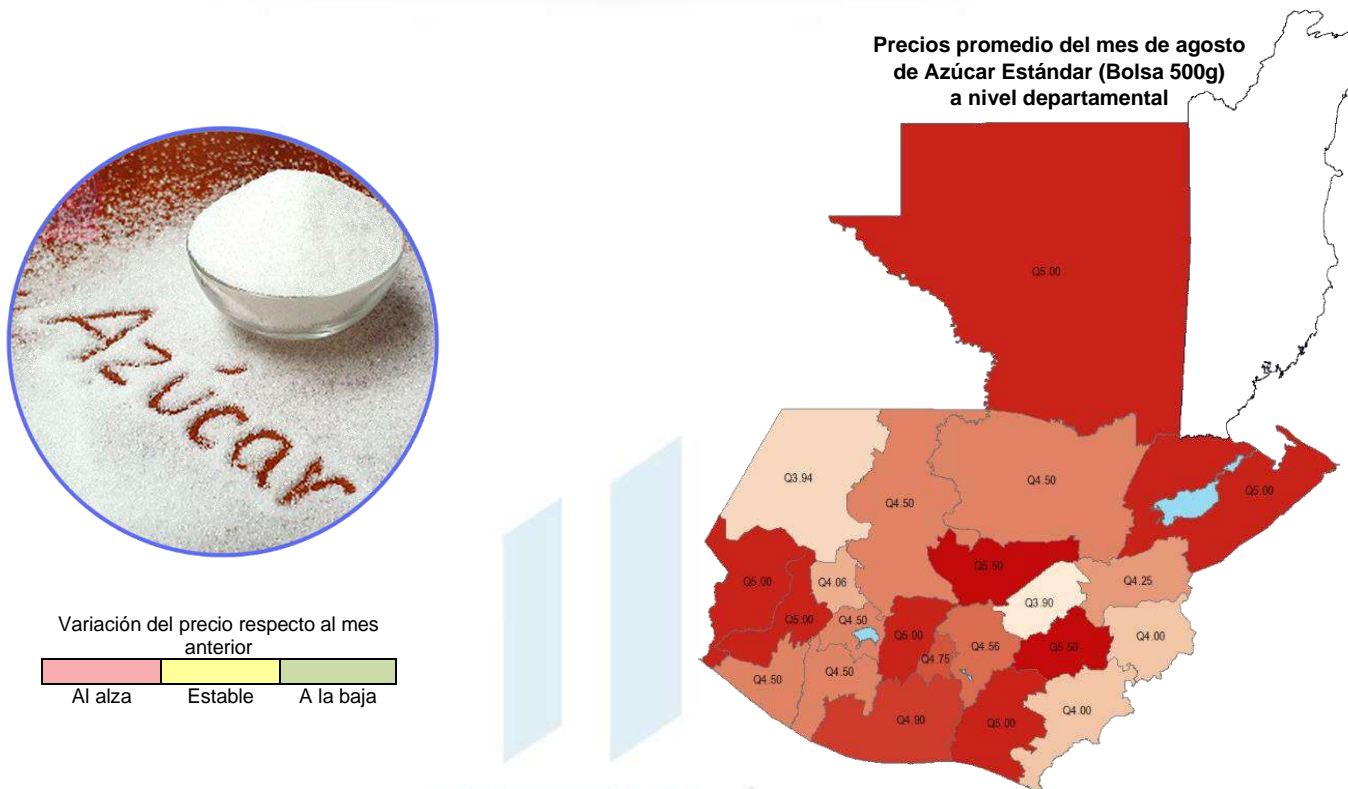 Precios promedio del mes de agosto
de Azúcar Estándar (Bolsa 500g)
a nivel departamental
Azúcar
Variación del precio respecto al mes
anterior
Al alza
Estable
A la baja
Q5.00
Q3.94
Q4.50
Q4.50
Q5.00
Q5.50
Q4.25
Q5.00
Q4.06
Q3.90
Q5.00
Q4.50
Q5.00
Q4.75
Q4.56
Q5.50
Q4.00
Q4.50
Q4.50
Q4.90
Q5.00
Q4.00